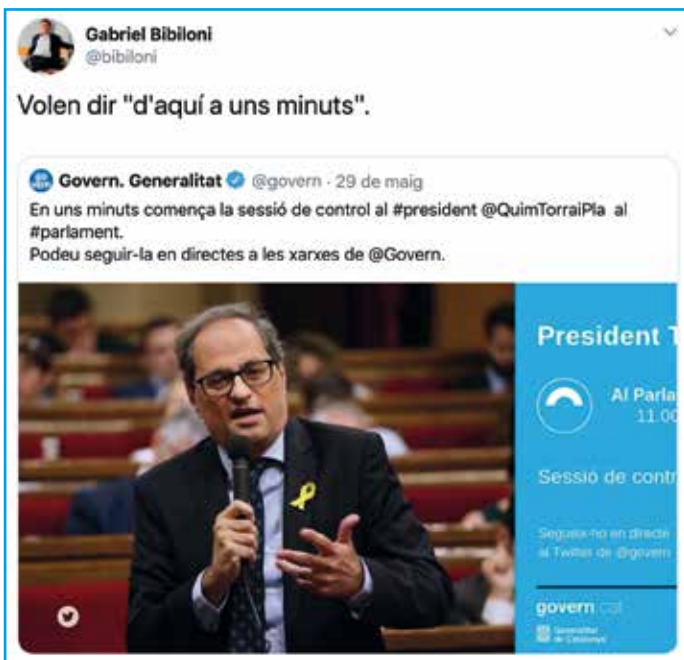 Gabriel Bibiloni
@bibiloni
Volen dir "d'aquí a uns minuts".
Govern. Generalitat @govern · 29 de maig
En uns minuts comença la sessió de control al #president @QuimTorraiPla al
#parlament.
Podeu seguir-la en directes a les xarxes de @Govern.
President T
Al Parla
11.00
Sessió de contr
Segueix-ho en directe
al Twitter de @govern
govern.cat
Generalitat
de Catalunya